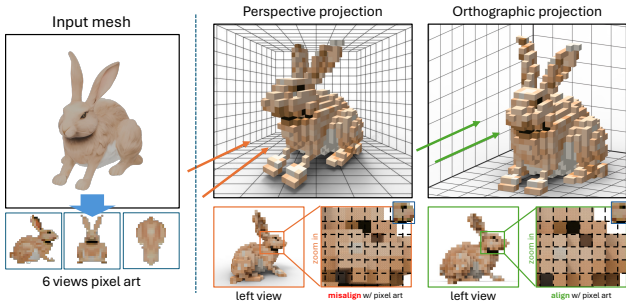 Input mesh
6 views pixel art
Perspective projection
left view
zoom in
misalign w/ pixel art
Orthographic projection
left view
zoom in
align w/ pixel art